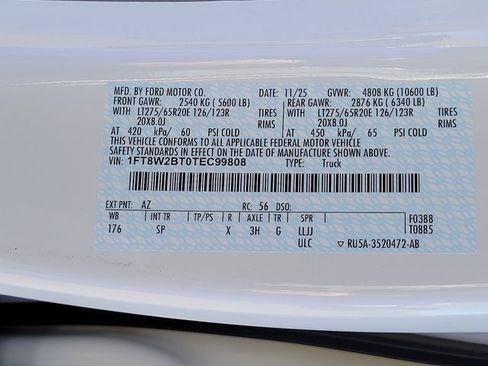 MFD. BY FORD MOTOR CO. DATE: 11/25 GVWR: 4808 KG (10600 LB)
FRONT GAWR: 2540 KG (5600 LB) REAR GAWR: 2876 KG (6340 LB)
WITH LT275/65R20E 126/123R TIRES WITH LT275/65R20E 126/123R TIRES
20X8.0J RIMS 20X8.0J RIMS
AT 420 kPa/ 60 PSI COLD AT 450 kPa/ 65 PSI COLD
THIS VEHICLE CONFORMS TO ALL APPLICABLE FEDERAL MOTOR VEHICLE
SAFETY STANDARDS IN EFFECT ON THE DATE OF MANUFACTURE SHOWN ABOVE.
VIN: 1FT8W2BT0TEC99808 TYPE: Truck
EXT PNT: AZ RC: 56 DSO:
WB INT TR TP/PS R AXLE TR SPR F0388
176 SP X 3H G LLJJ T0885
ULC RU5A-3520472-AB